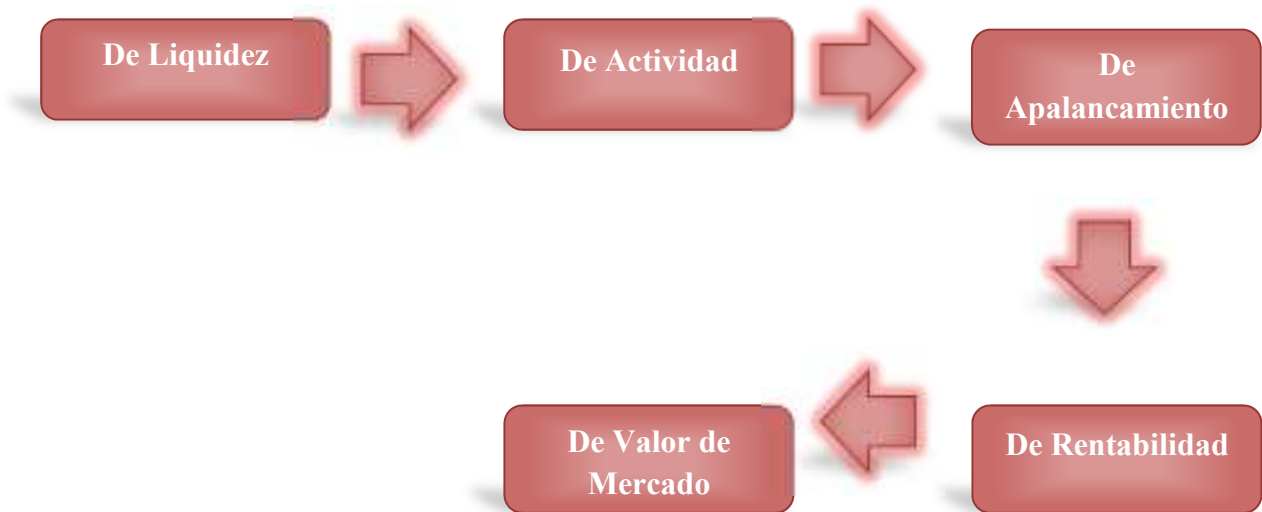 De Liquidez
De Actividad
De
Apalancamiento
De Rentabilidad
De Valor de
Mercado